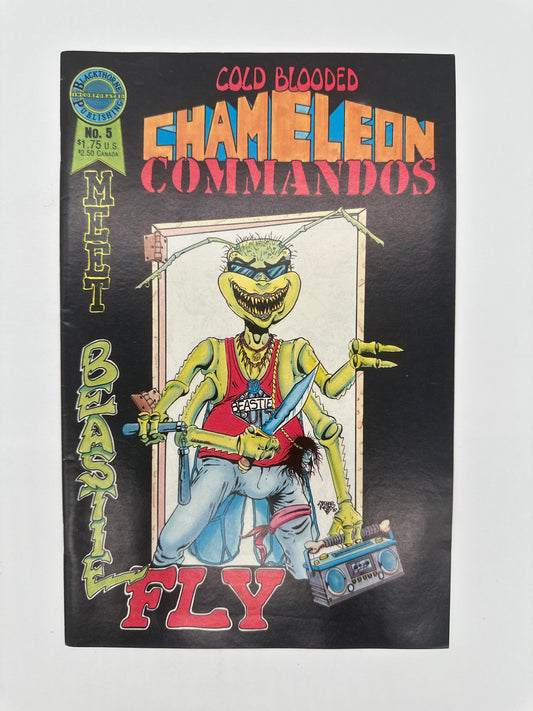 BLACKTHORNE
INCORPORATED
PUBLISHING
No. 5
$1.75 U.S.
$2.50 CANADA
COLD BLOODED
CHAMELEON
COMMANDOS
MEET
BEASTIE
FLY
BEASTIE